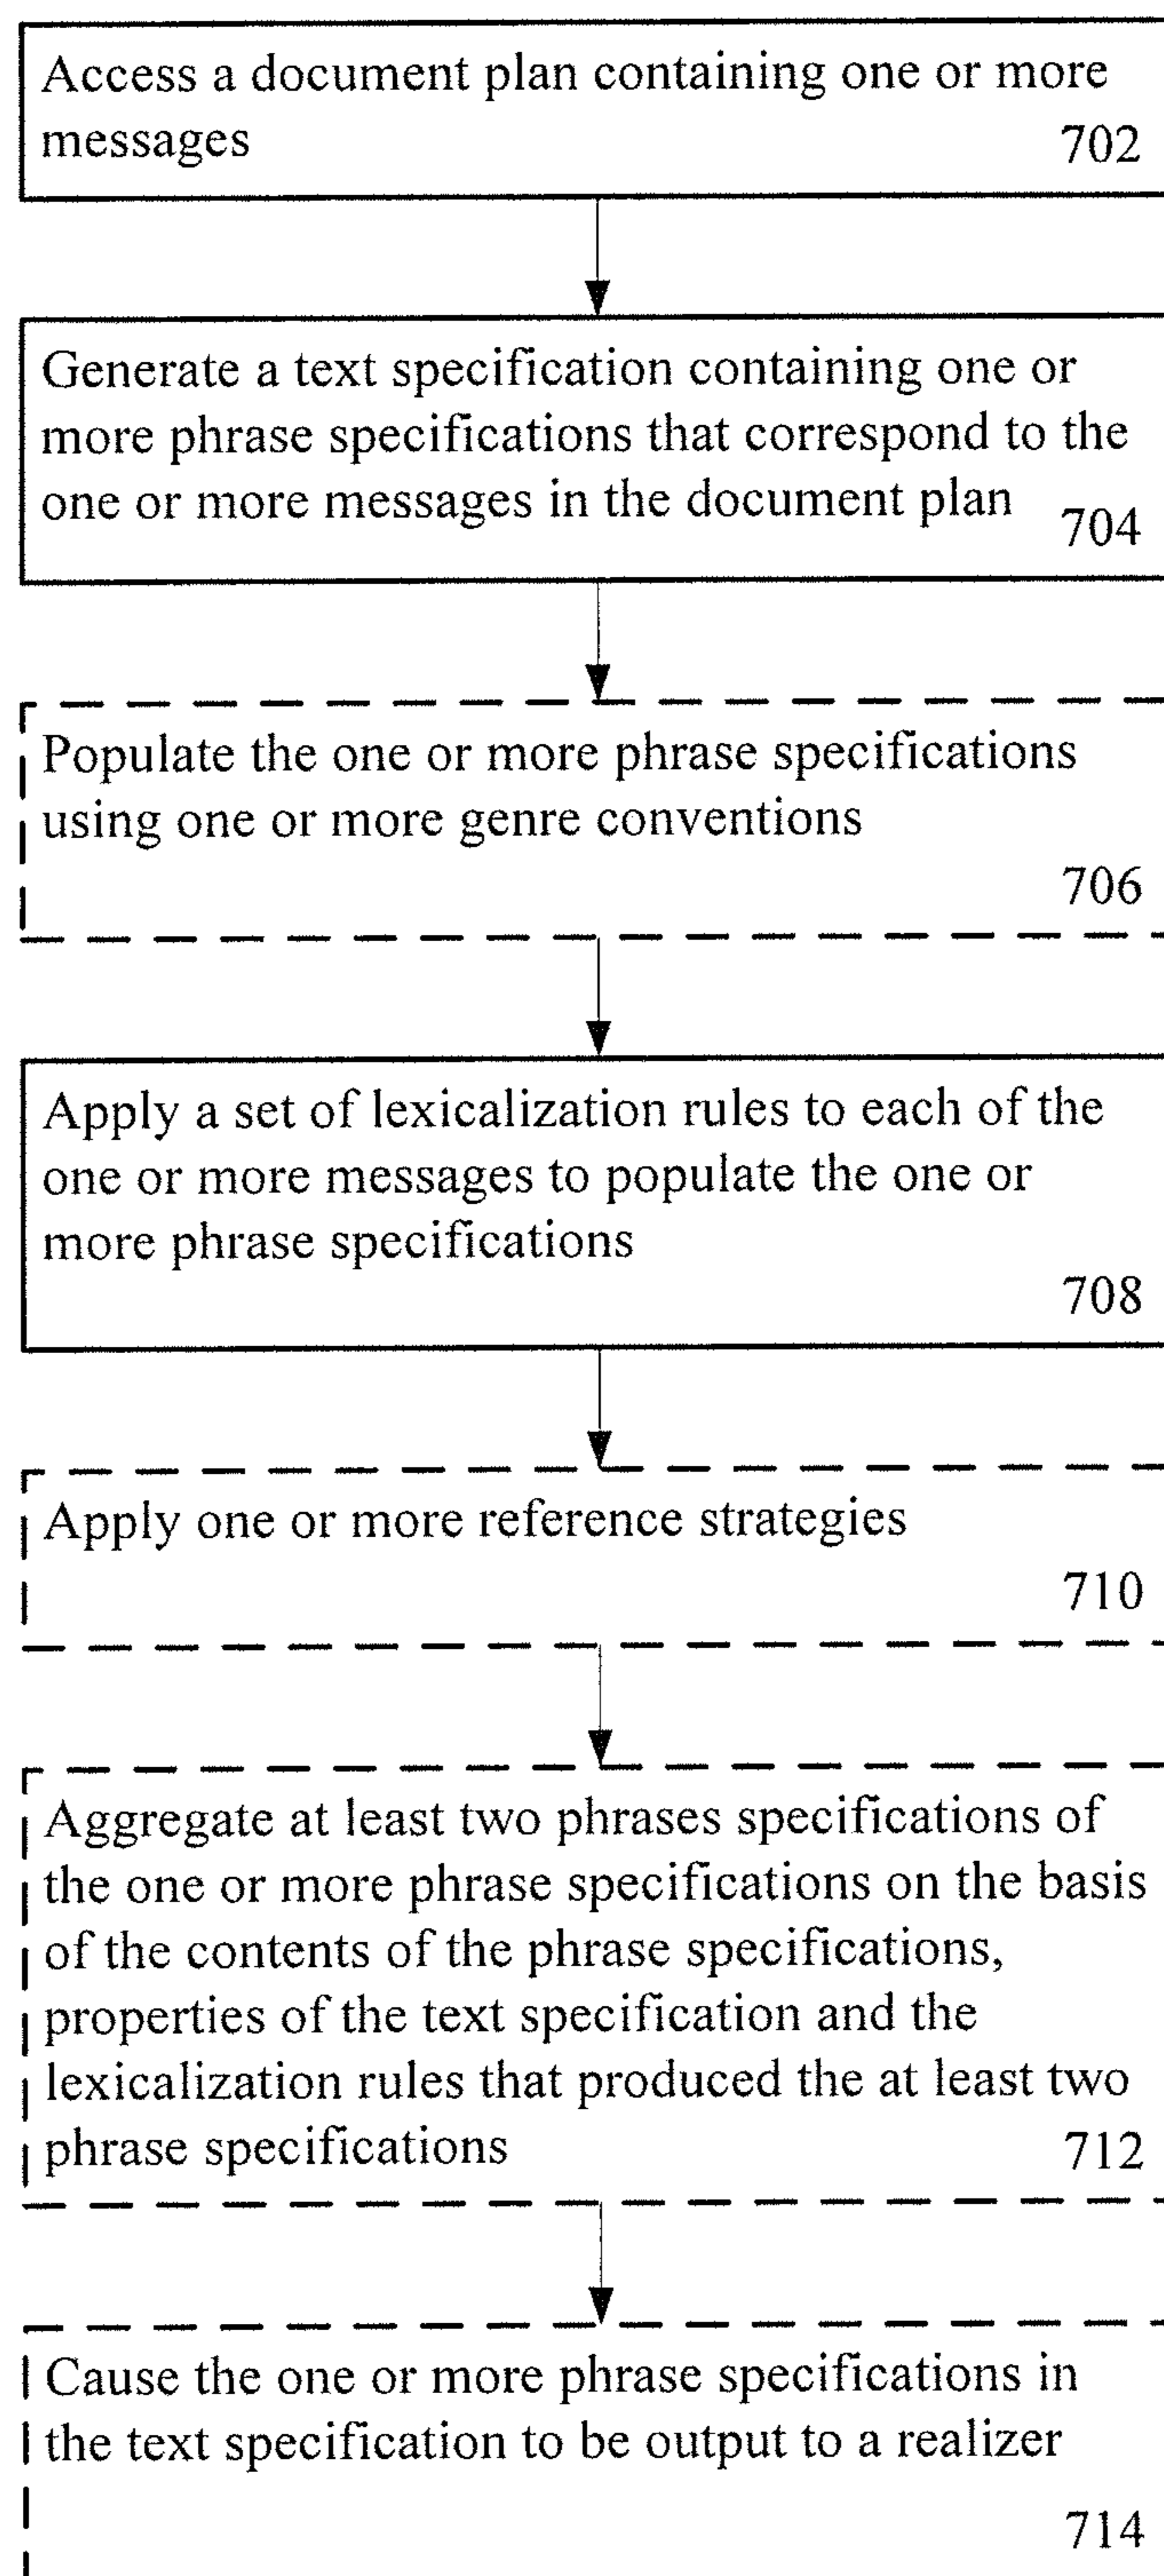 Access a document plan containing one or more
messages
702
Generate a text specification containing one or
more phrase specifications that correspond to the
one or more messages in the document plan
704
Populate the one or more phrase specifications
using one or more genre conventions
706
Apply a set of lexicalization rules to each of the
one or more messages to populate the one or
more phrase specifications
708
Apply one or more reference strategies
710
Aggregate at least two phrases specifications of
the one or more phrase specifications on the basis
of the contents of the phrase specifications,
properties of the text specification and the
lexicalization rules that produced the at least two
phrase specifications
712
Cause the one or more phrase specifications in
the text specification to be output to a realizer
714